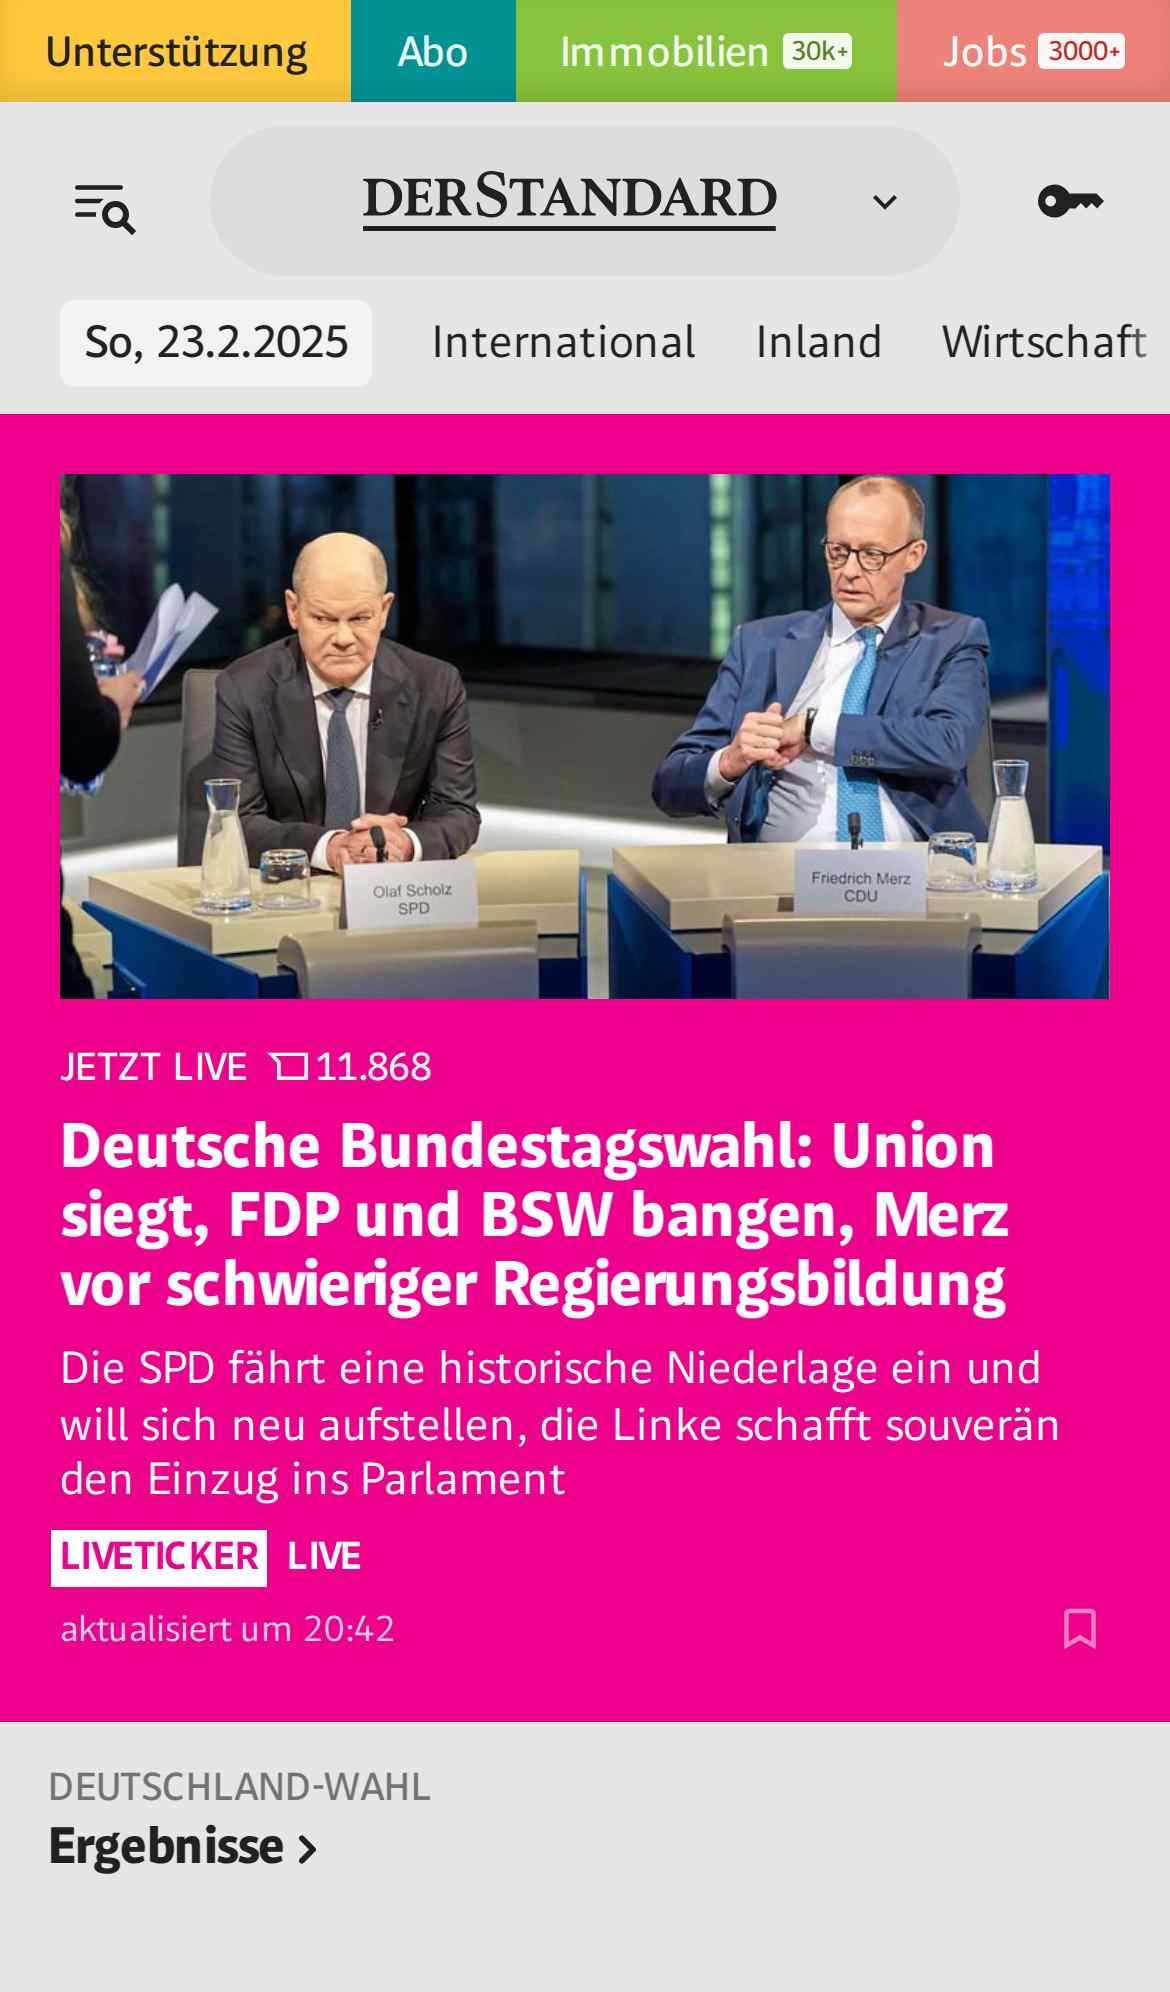 Unterstützung
Abo
Immobilien 30k+
Jobs 3000+
DERSTANDARD
So, 23.2.2025
International
Inland
Wirtschaft
Olaf Scholz
SPD
Friedrich Merz
CDU
JETZT LIVE 11.868
Deutsche Bundestagswahl: Union
siegt, FDP und BSW bangen, Merz
vor schwieriger Regierungsbildung
Die SPD fährt eine historische Niederlage ein und
will sich neu aufstellen, die Linke schafft souverän
den Einzug ins Parlament
LIVETICKER LIVE
aktualisiert um 20:42
DEUTSCHLAND-WAHL
Ergebnisse